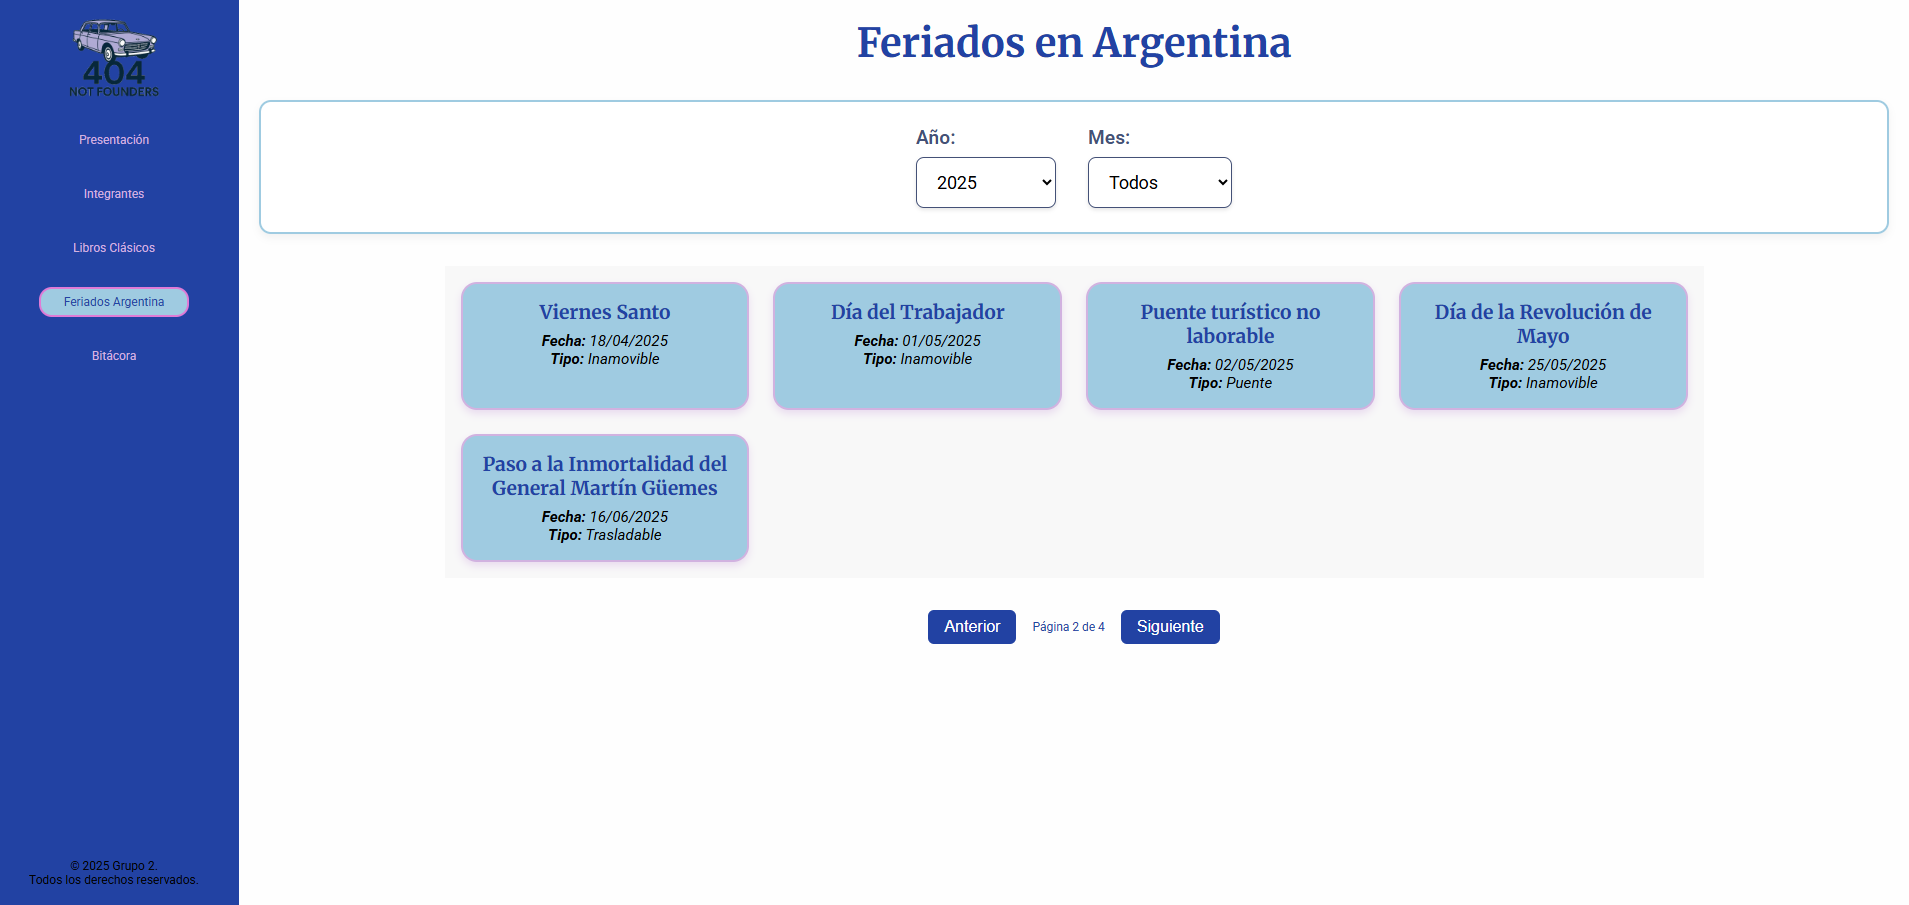 404
NOT FOUNDERS
Presentación
Integrantes
Libros Clásicos
Feriados Argentina
Bitácora
© 2025 Grupo 2.
Todos los derechos reservados.
Feriados en Argentina
Año:
2025
Mes:
Todos
Viernes Santo
Fecha: 18/04/2025
Tipo: Inamovible
Día del Trabajador
Fecha: 01/05/2025
Tipo: Inamovible
Puente turístico no
laborable
Fecha: 02/05/2025
Tipo: Puente
Día de la Revolución de
Mayo
Fecha: 25/05/2025
Tipo: Inamovible
Paso a la Inmortalidad del
General Martín Güemes
Fecha: 16/06/2025
Tipo: Trasladable
Anterior
Página 2 de 4
Siguiente